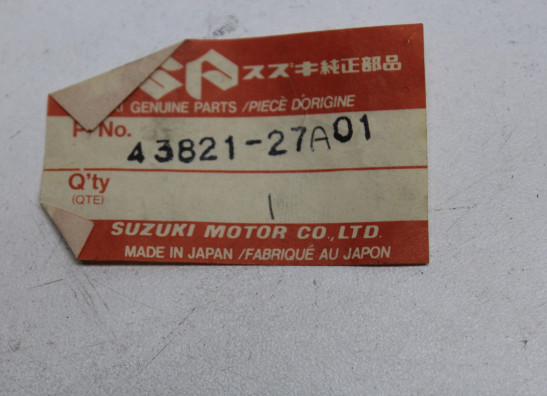 スズキ純正部品
GENUINE PARTS /PIECÈ D'ORIGINE
P. No.
43821-27A01
Q'ty
(QTE)
1
SUZUKI MOTOR CO.,LTD.
MADE IN JAPAN /FABRIQUÉ AU JAPON